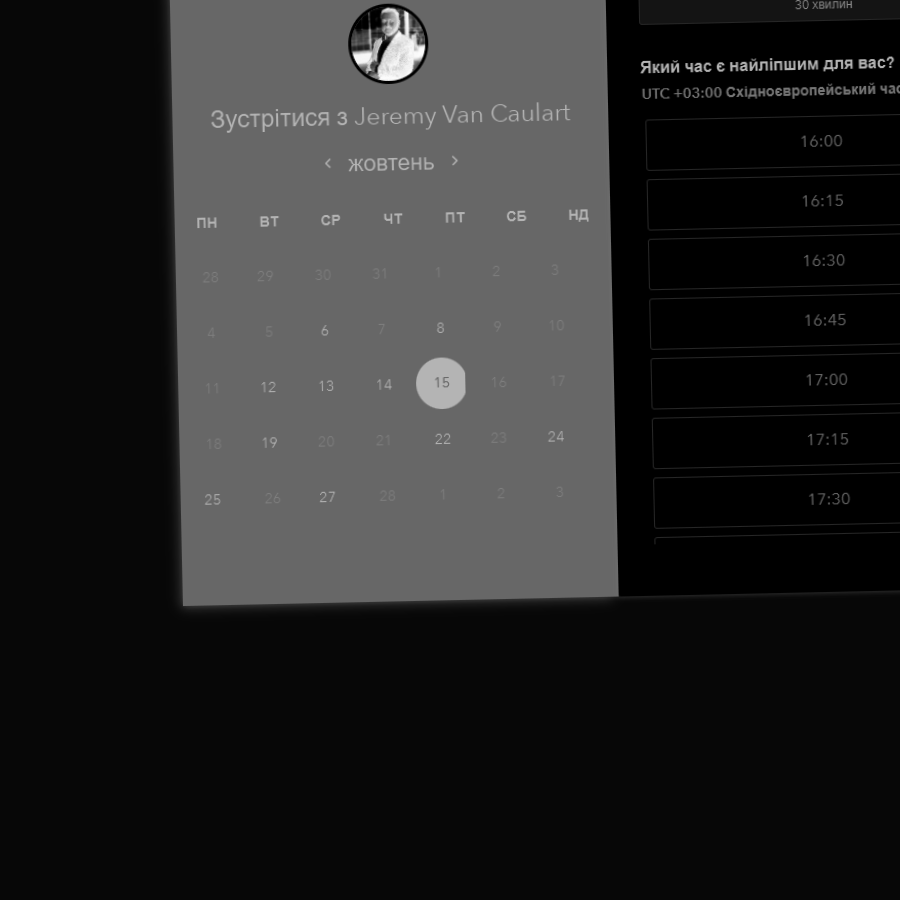 Зустрітися з Jeremy Van Caulart
жовтень
ПН ВТ СР ЧТ ПТ СБ НД
28 29 30 31 1 2 3
4 5 6 7 8 9 10
11 12 13 14 15 16 17
18 19 20 21 22 23 24
25 26 27 28 1 2 3
30 хвилин
Який час є найліпшим для вас?
UTC +03:00 Східноєвропейський
16:00
16:15
16:30
16:45
17:00
17:15
17:30